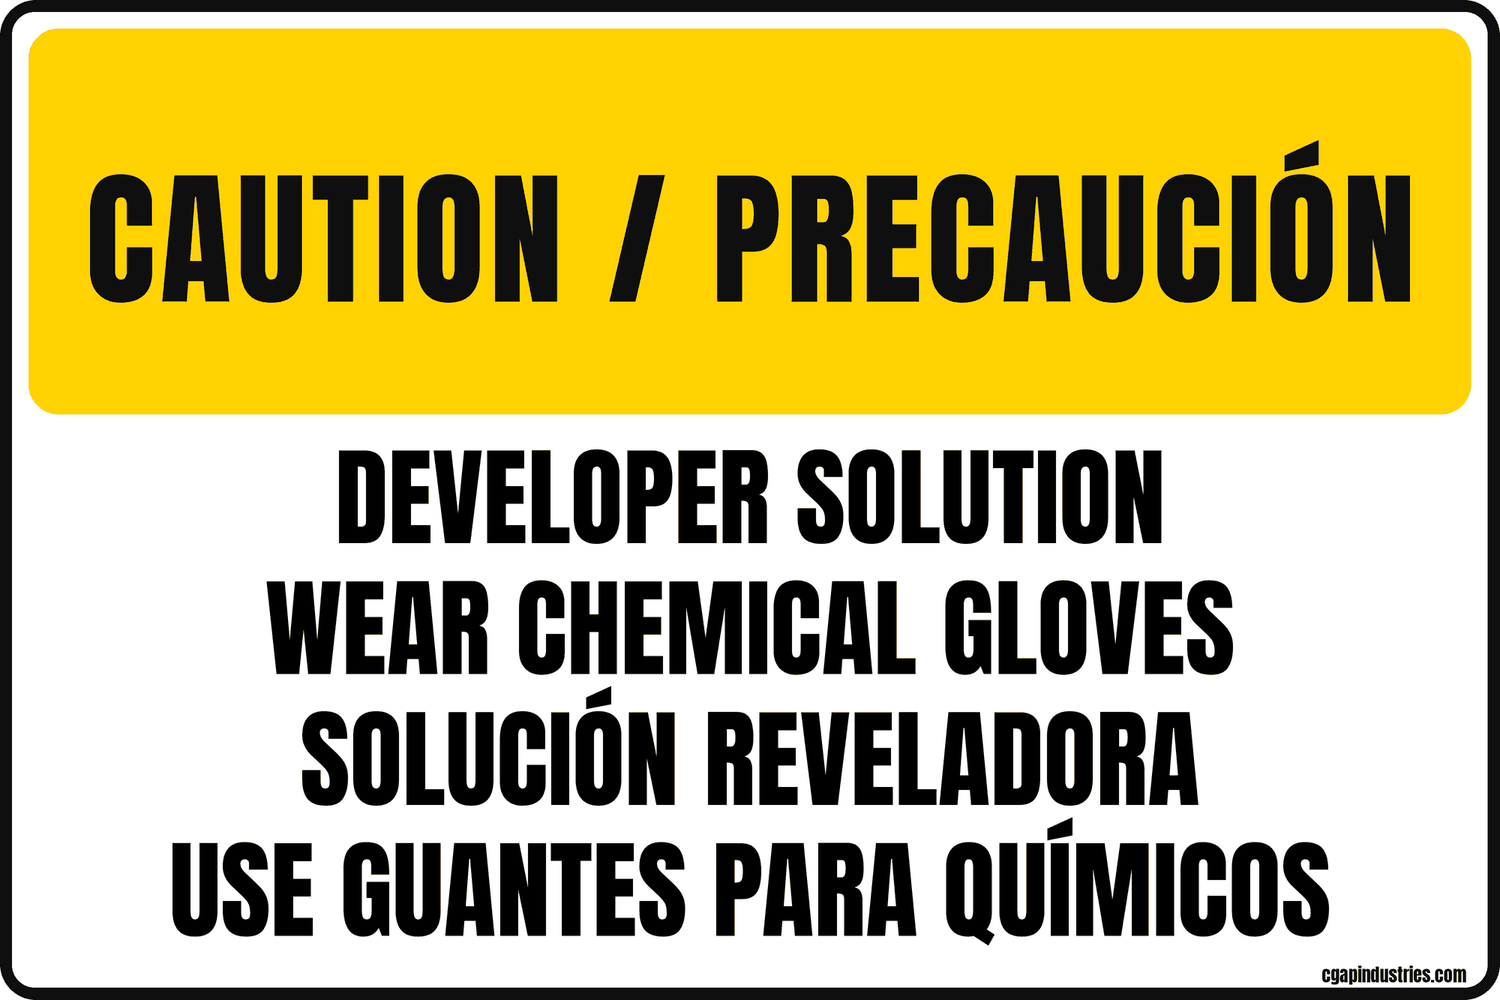 CAUTION / PRECAUCIÓN
DEVELOPER SOLUTION
WEAR CHEMICAL GLOVES
SOLUCIÓN REVELADORA
USE GUANTES PARA QUÍMICOS
cgapindustries.com